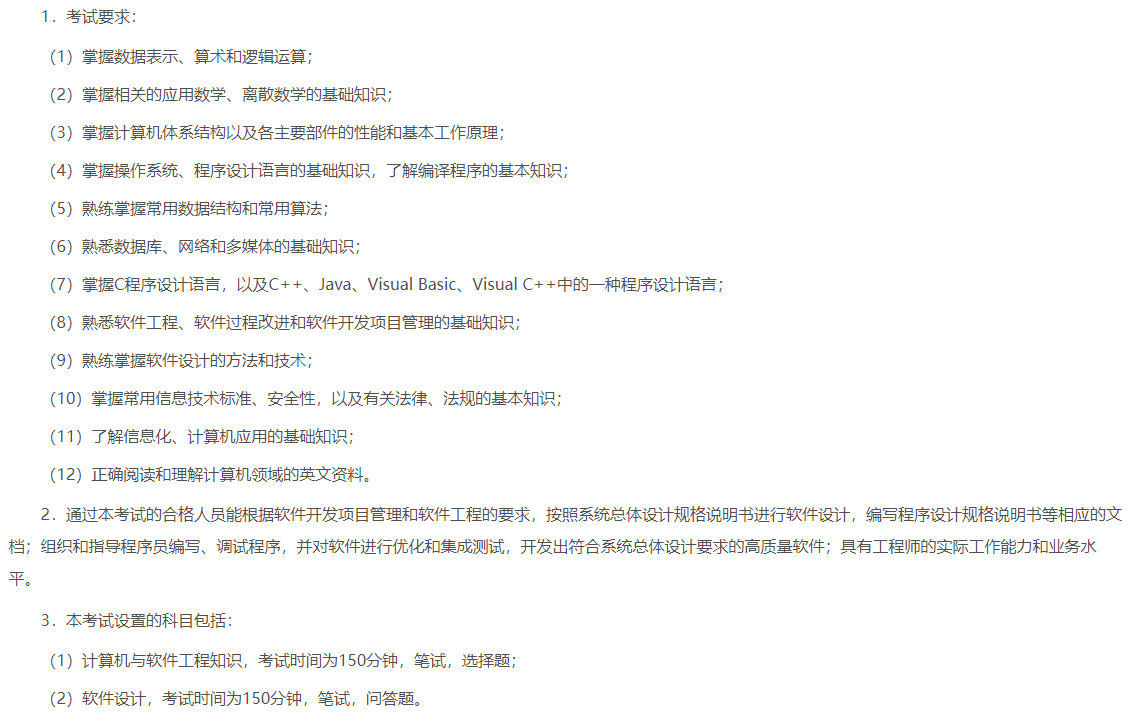 1．考试要求：
（1）掌握数据表示、算术和逻辑运算；
（2）掌握相关的应用数学、离散数学的基础知识；
（3）掌握计算机体系结构以及各主要部件的性能和基本工作原理；
（4）掌握操作系统、程序设计语言的基础知识，了解编译程序的基本知识；
（5）熟练掌握常用数据结构和常用算法；
（6）熟悉数据库、网络和多媒体的基础知识；
（7）掌握C程序设计语言，以及C++、Java、Visual Basic、Visual C++中的一种程序设计语言；
（8）熟悉软件工程、软件过程改进和软件开发项目管理的基础知识；
（9）熟练掌握软件设计的方法和技术；
（10）掌握常用信息技术标准、安全性，以及有关法律、法规的基本知识；
（11）了解信息化、计算机应用的基础知识；
（12）正确阅读和理解计算机领域的英文资料。
2．通过本考试的合格人员能根据软件开发项目管理和软件工程的要求，按照系统总体设计规格说明书进行软件设计，编写程序设计规格说明书等相应的文
档；组织和指导程序员编写、调试程序，并对软件进行优化和集成测试，开发出符合系统总体设计要求的高质量软件；具有工程师的实际工作能力和业务水
平。
3．本考试设置的科目包括：
（1）计算机与软件工程知识，考试时间为150分钟，笔试，选择题；
（2）软件设计，考试时间为150分钟，笔试，问答题。